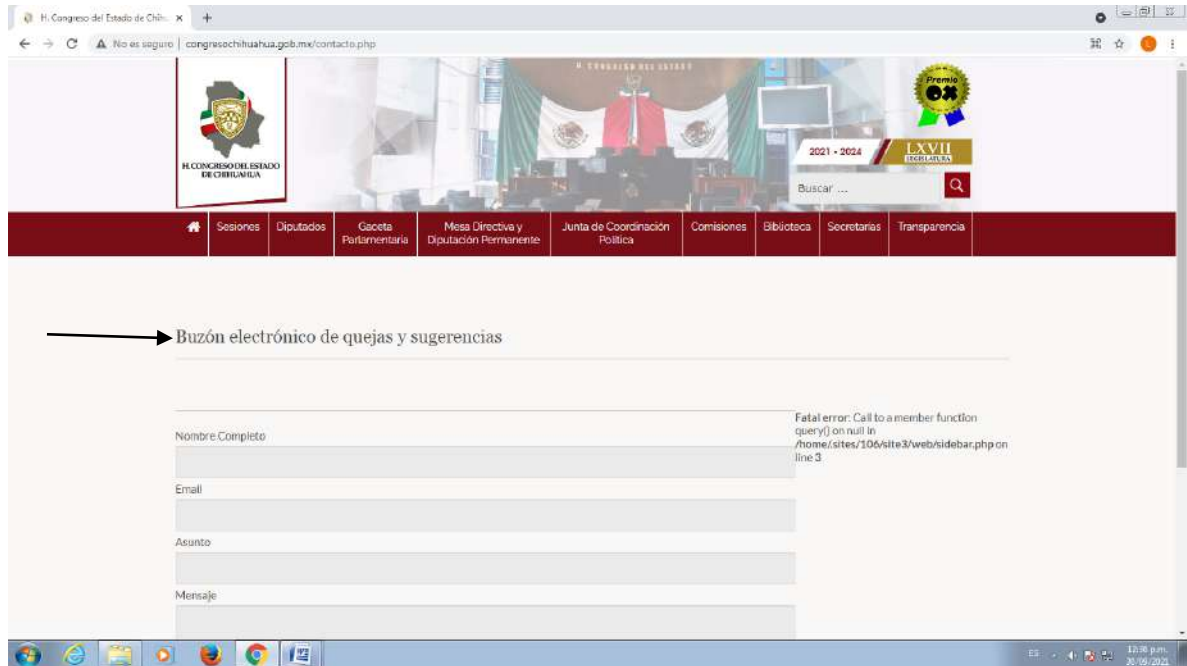 H. Congreso del Estado de Chih.
No es seguro | congresochihuahua.gob.mx/contacto.php
H. CONGRESO DEL ESTADO
Premio
OX
H. CONGRESO DEL ESTADO
DE CHIHUAHUA
2021 - 2024
LXVII
LEGISLATURA
Buscar ...
Sesiones
Diputados
Gaceta
Parlamentaria
Mesa Directiva y
Diputación Permanente
Junta de Coordinación
Política
Comisiones
Biblioteca
Secretarías
Transparencia
Buzón electrónico de quejas y sugerencias
Fatal error: Call to a member function
query() on null in
/home/.sites/106/site3/web/sidebar.php on
line 3
Nombre Completo
Email
Asunto
Mensaje
ES
p.m.
2021